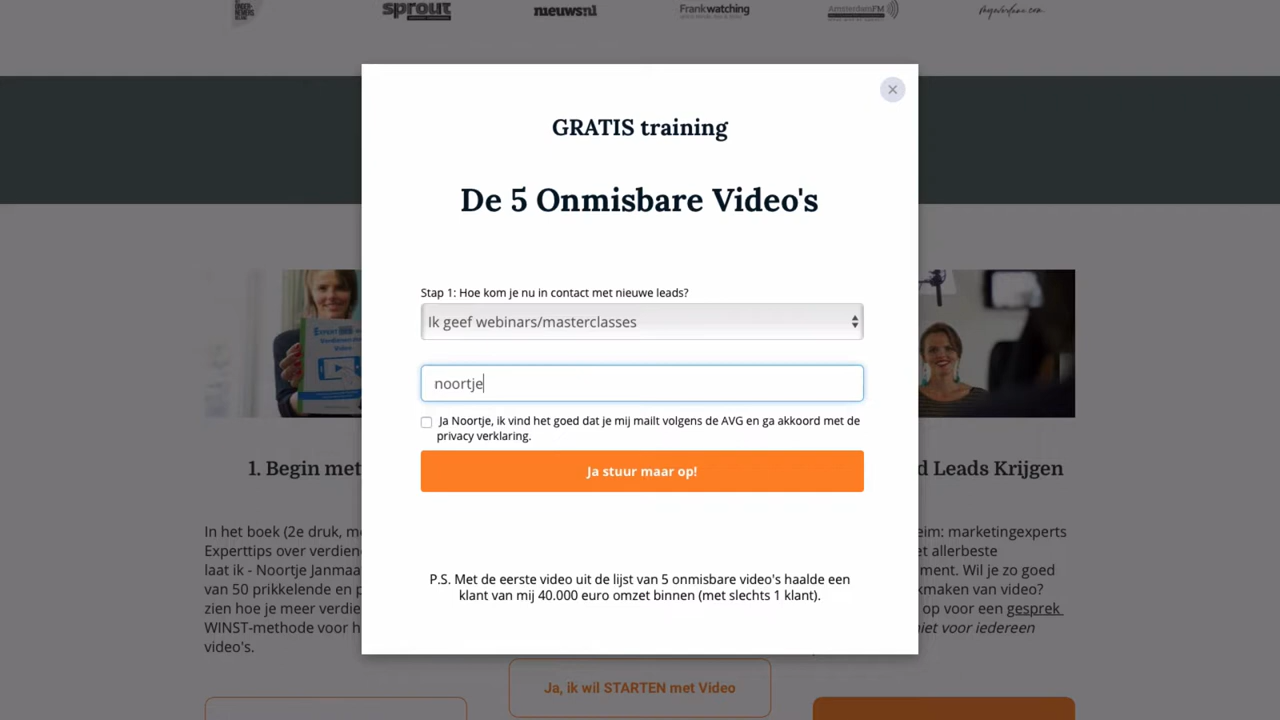 sprout
nieuwsnl
Frankwatching
AmsterdamFM
GRATIS training
De 5 Onmisbare Video's
Stap 1: Hoe kom je nu in contact met nieuwe leads?
Ik geef webinars/masterclasses
noortje
Ja Noortje, ik vind het goed dat je mij mailt volgens de AVG en ga akkoord met de
privacy verklaring.
Ja stuur maar op!
P.S. Met de eerste video uit de lijst van 5 onmisbare video's haalde een
klant van mij 40.000 euro omzet binnen (met slechts 1 klant).
1. Begin met
In het boek (2e druk, me
Experttips over verdien
laat ik - Noortje Janmaa
van 50 prikkelende en p
zien hoe je meer verdie
WINST-methode voor h
video's.
d Leads Krijgen
eim: marketingexperts
et allerbeste
ment. Wil je zo goed
kmaken van video?
op voor een gesprek
niet voor iedereen
Ja, ik wil STARTEN met Video